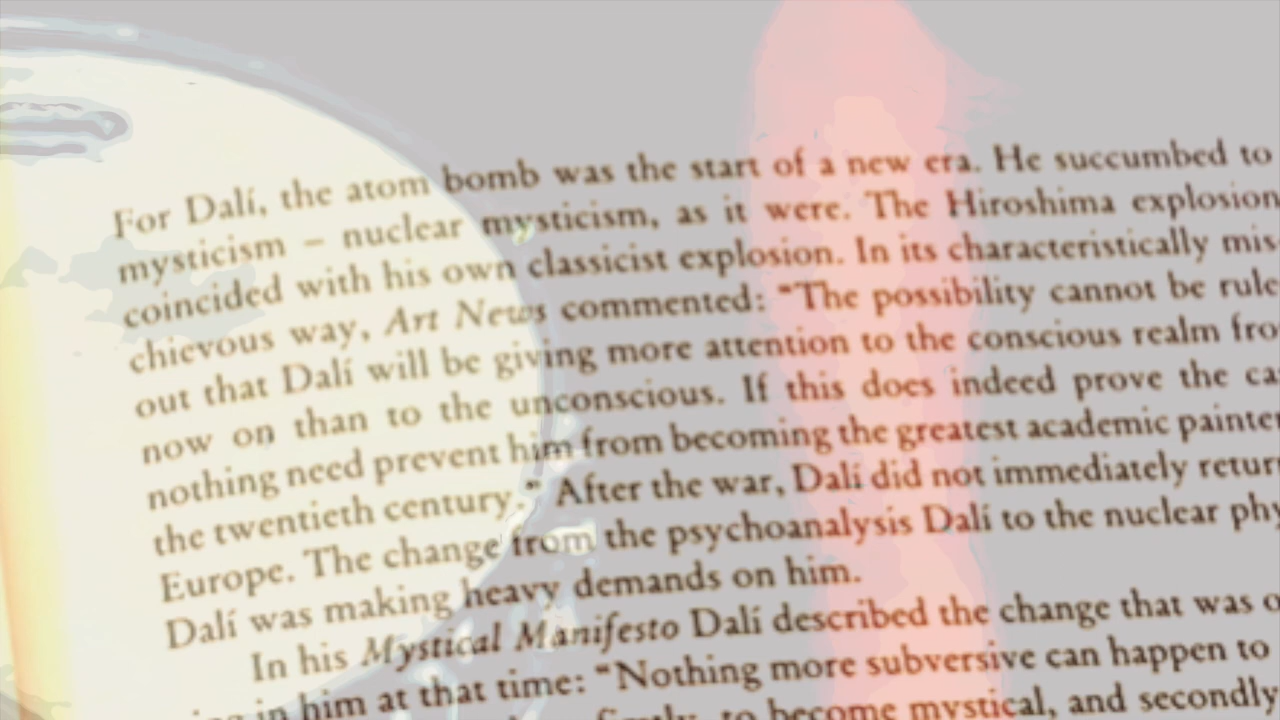 For Dalí, the atom bomb was the start of a new era. He succumbed to
mysticism – nuclear mysticism, as it were. The Hiroshima explosion
coincided with his own classicist explosion. In its characteristically mis
chievous way, Art News commented: "The possibility cannot be rule
out that Dalí will be giving more attention to the conscious realm fro
now on than to the unconscious. If this does indeed prove the ca
nothing need prevent him from becoming the greatest academic painter
the twentieth century." After the war, Dalí did not immediately return
Europe. The change from the psychoanalysis Dalí to the nuclear phy
Dalí was making heavy demands on him.
In his Mystical Manifesto Dalí described the change that was
in him at that time: "Nothing more subversive can happen to
firstly, to become mystical, and secondly